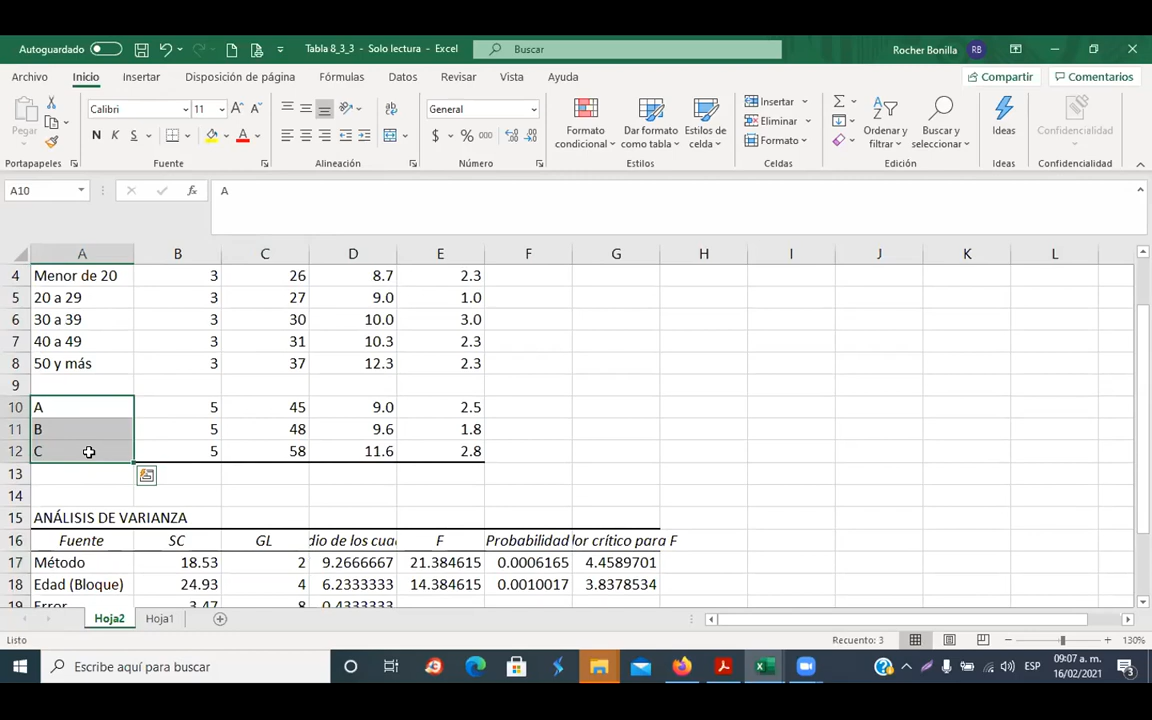 Autoguardado Tabla 8_3_3 - Solo lectura - Excel Buscar Rocher Bonilla RB
Archivo Inicio Insertar Disposición de página Fórmulas Datos Revisar Vista Ayuda Compartir Comentarios
Pegar Calibri 11 General Formato condicional Dar formato como tabla Estilos de celda Insertar Eliminar Formato Ordenar y filtrar Buscar y seleccionar Ideas Confidencialidad
N K S $ % 000
Portapapeles Fuente Alineación Número Estilos Celdas Edición Ideas Confidencialidad
A10 fx A
A B C D E F G H I J K L
4 Menor de 20 3 26 8.7 2.3
5 20 a 29 3 27 9.0 1.0
6 30 a 39 3 30 10.0 3.0
7 40 a 49 3 31 10.3 2.3
8 50 y más 3 37 12.3 2.3
9
10 A 5 45 9.0 2.5
11 B 5 48 9.6 1.8
12 C 5 58 11.6 2.8
13
14
15 ANÁLISIS DE VARIANZA
16 Fuente SC GL dio de los cua F Probabilidad lor crítico para F
17 Método 18.53 2 9.2666667 21.384615 0.0006165 4.4589701
18 Edad (Bloque) 24.93 4 6.2333333 14.384615 0.0010017 3.8378534
19 Error 3.47 8 0.4333333
Hoja2 Hoja1
Listo Recuento: 3 130%
Escribe aquí para buscar ESP 09:07 a. m.
16/02/2021 3